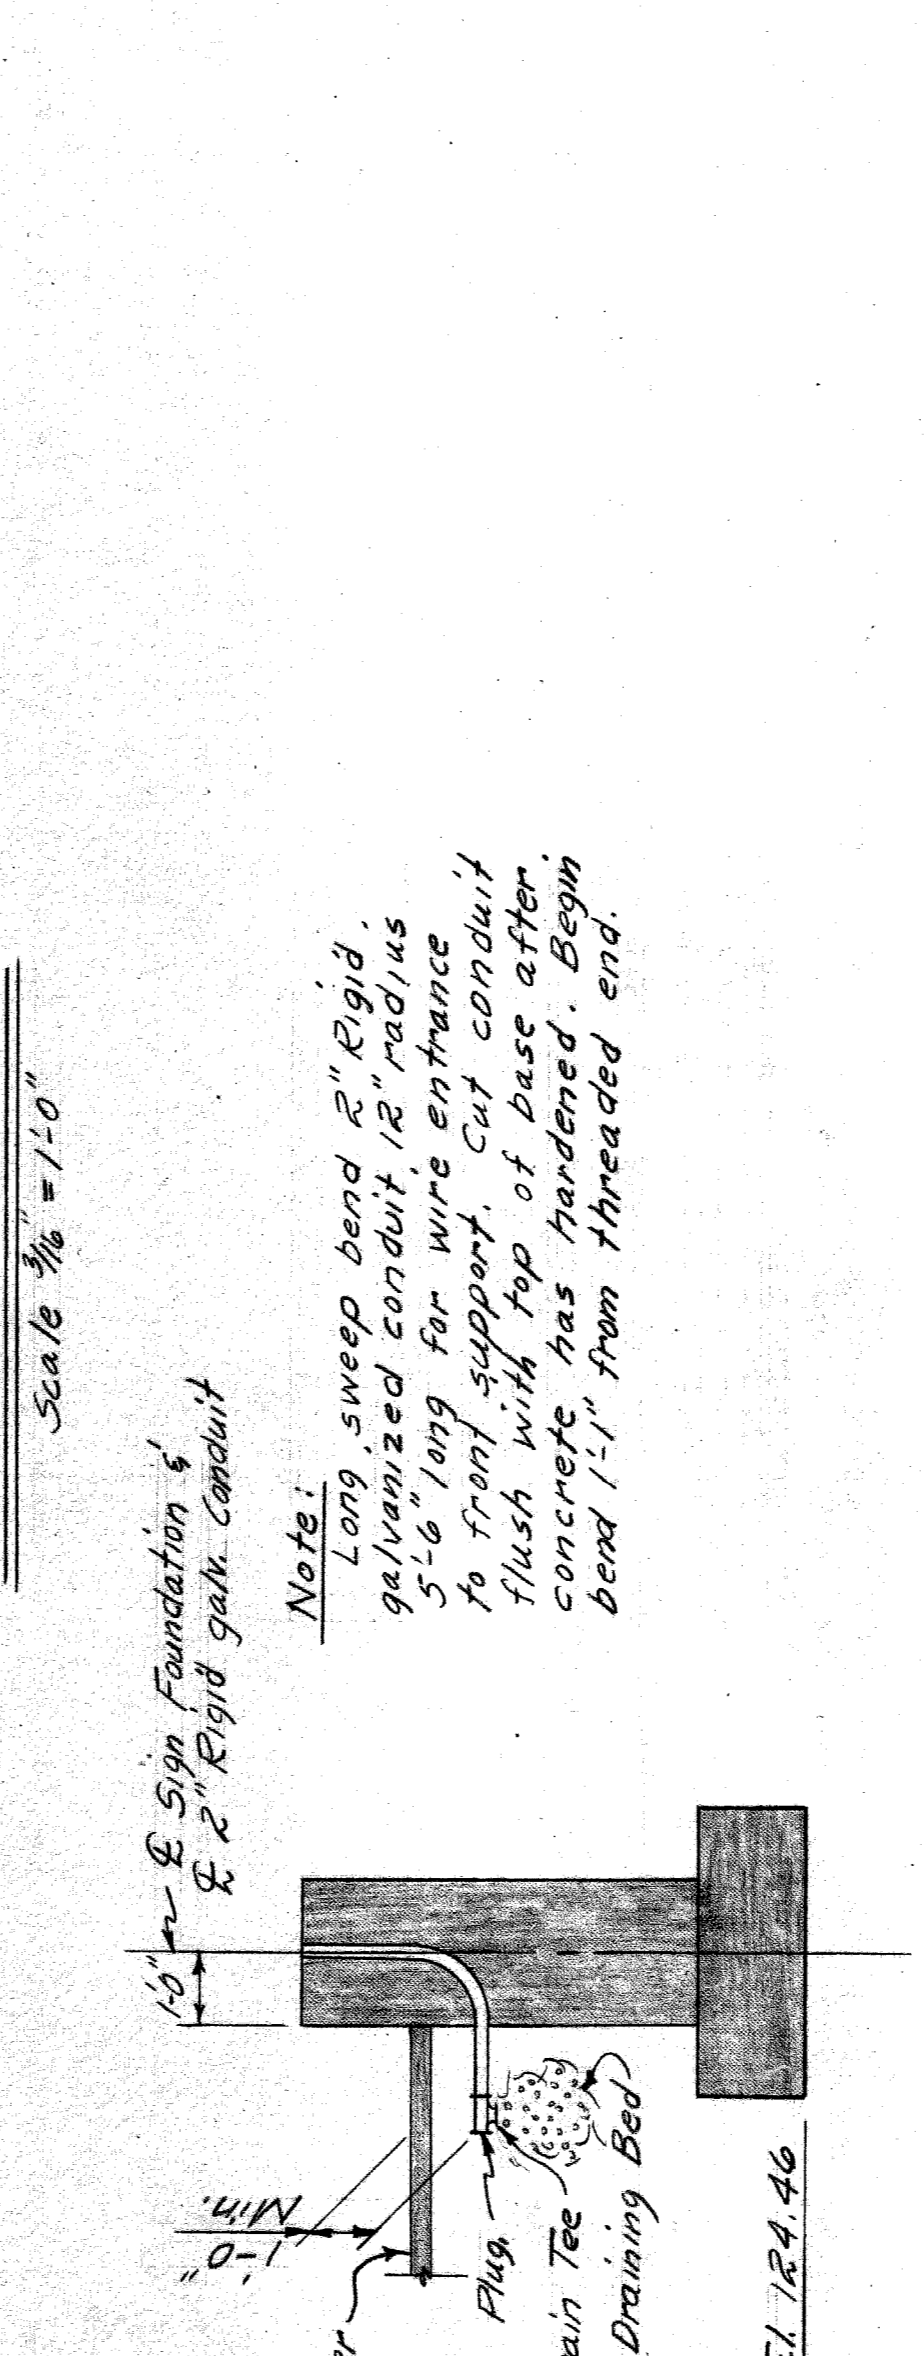 Scale 3/16" = 1'-0"
℄ Sign Foundation &
℄ 2" Rigid galv. Conduit
1'-0"
Note:
Long sweep bend 2" Rigid
galvanized conduit 12" radius
5'-6" long for wire entrance
to front support. Cut conduit
flush with top of base after
concrete has hardened. Begin
bend 1'-1" from threaded end.
1'-0"
Min.
Plug
Tee
Draining Bed
El. 124.46